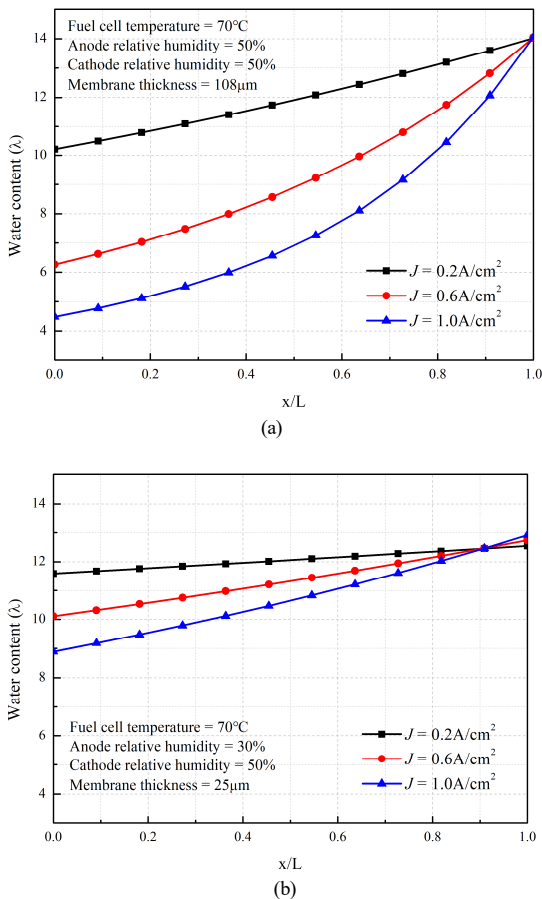 14
12
10
8
6
4
Water content (λ)
Fuel cell temperature = 70℃
Anode relative humidity = 50%
Cathode relative humidity = 50%
Membrane thickness = 108μm
J = 0.2A/cm²
J = 0.6A/cm²
J = 1.0A/cm²
0.0 0.2 0.4 0.6 0.8 1.0
x/L
(a)
14
12
10
8
6
4
Water content (λ)
Fuel cell temperature = 70℃
Anode relative humidity = 30%
Cathode relative humidity = 50%
Membrane thickness = 25μm
J = 0.2A/cm²
J = 0.6A/cm²
J = 1.0A/cm²
0.0 0.2 0.4 0.6 0.8 1.0
x/L
(b)